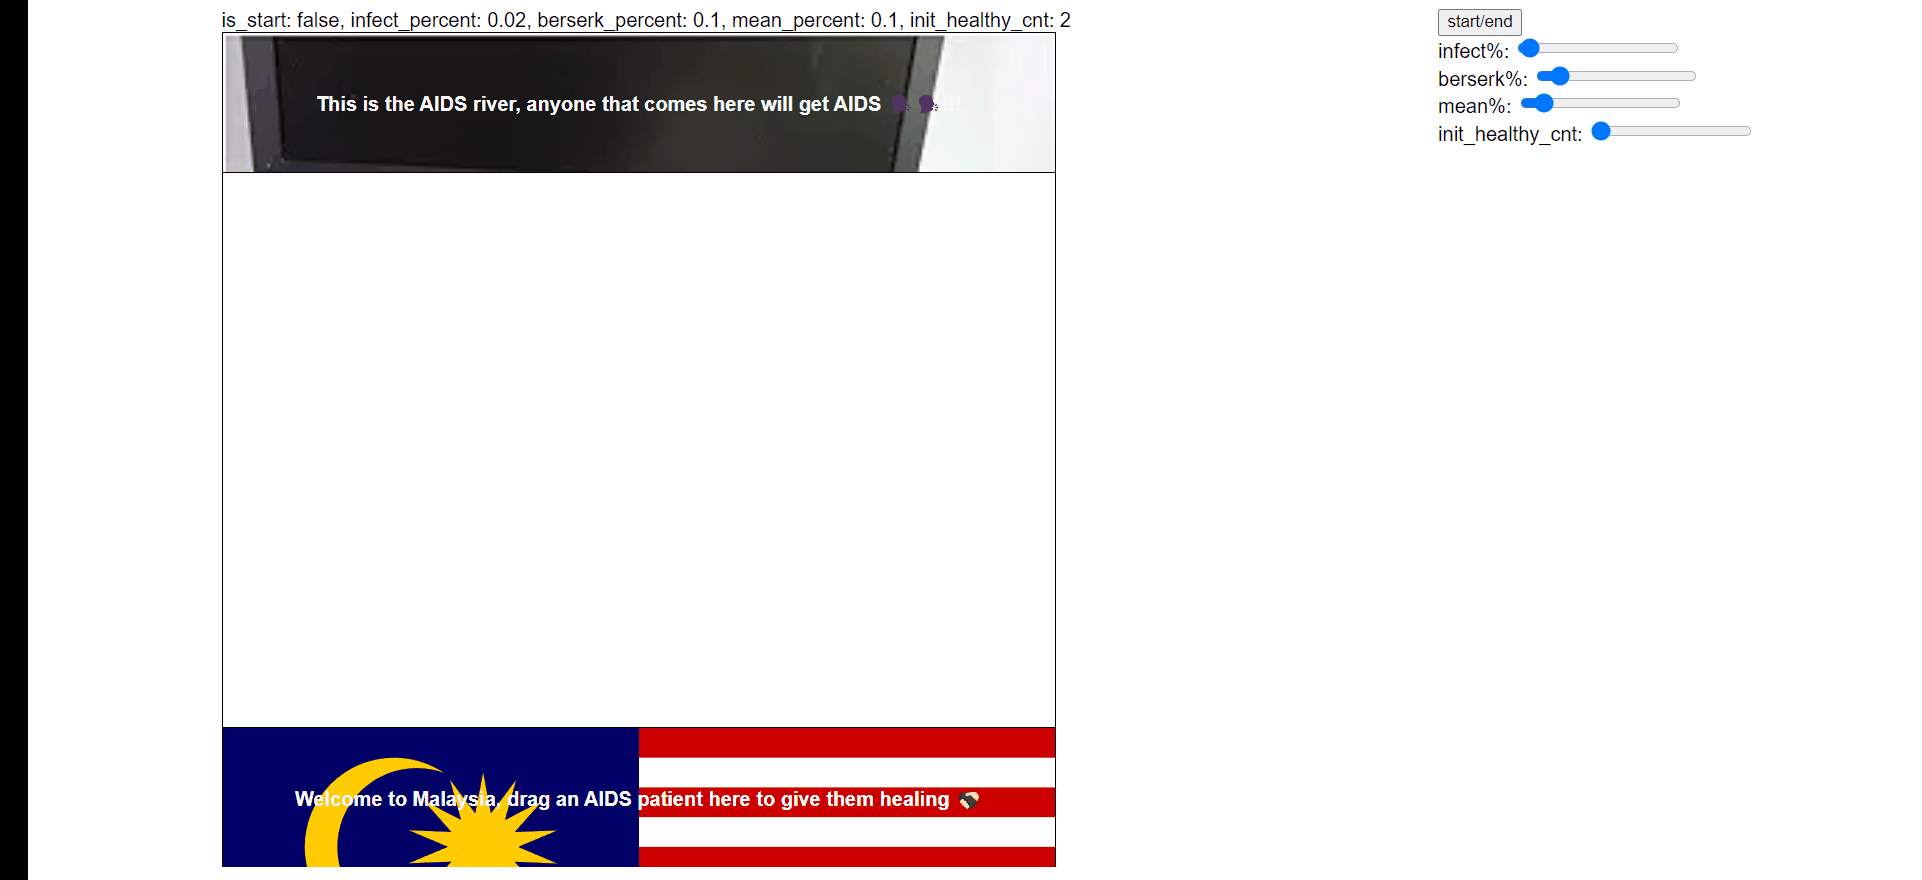 is_start: false, infect_percent: 0.02, berserk_percent: 0.1, mean_percent: 0.1, init_healthy_cnt: 2
This is the AIDS river, anyone that comes here will get AIDS 🗣️🗣️!!!
Welcome to Malaysia, drag an AIDS patient here to give them healing
start/end
infect%:
berserk%:
mean%:
init_healthy_cnt: